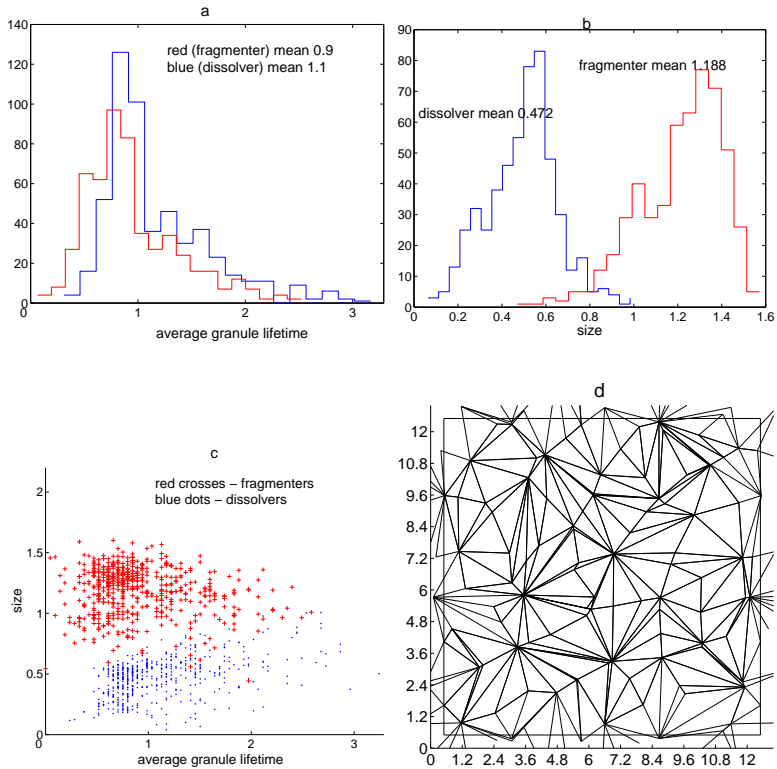 a
140
120
100
80
60
40
20
0
red (fragmenter) mean 0.9
blue (dissolver) mean 1.1
0 1 2 3
average granule lifetime
b
90
80
70
60
50
40
30
20
10
0
fragmenter mean 1.188
dissolver mean 0.472
0 0.2 0.4 0.6 0.8 1 1.2 1.4 1.6
size
c
red crosses − fragmenters
blue dots − dissolvers
2
1.5
1
0.5
0
size
0 1 2 3
average granule lifetime
d
12
10.8
9.6
8.4
7.2
6
4.8
3.6
2.4
1.2
0
0 1.2 2.4 3.6 4.8 6 7.2 8.4 9.6 10.8 12